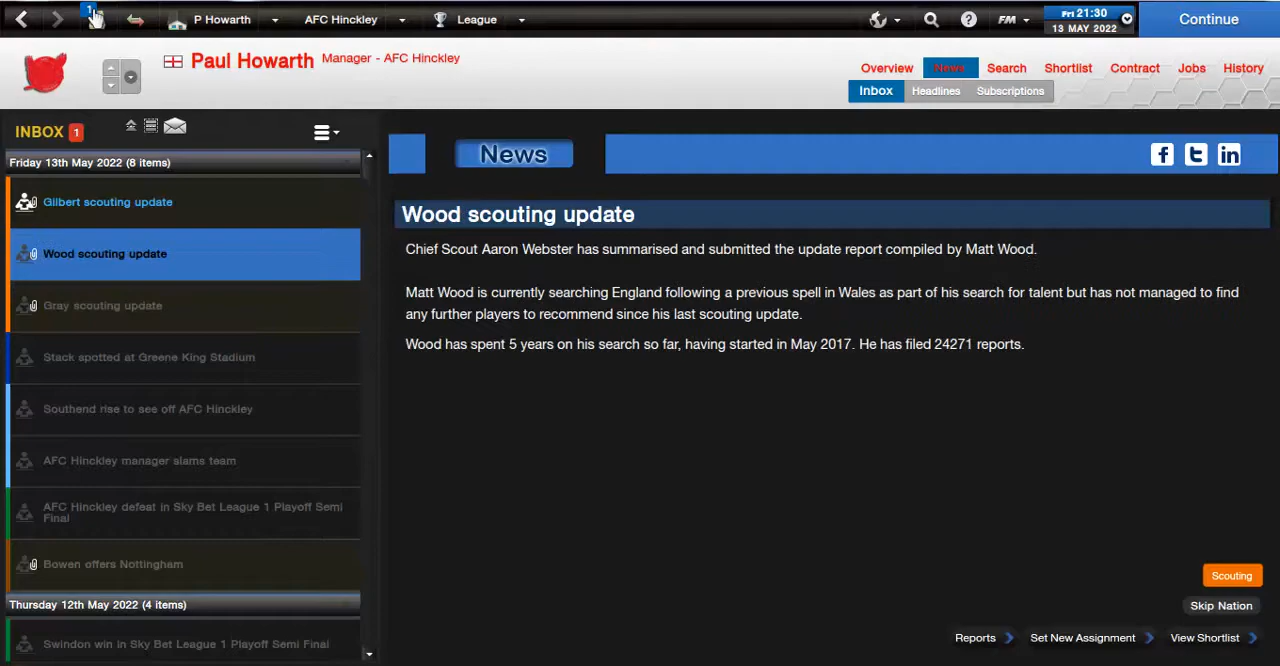 1
P Howarth
AFC Hinckley
League
FM
Fri 21:30
13 MAY 2022
Continue
Paul Howarth Manager - AFC Hinckley
Overview News Search Shortlist Contract Jobs History
Inbox Headlines Subscriptions
INBOX 1
Friday 13th May 2022 (8 items)
Gilbert scouting update
Wood scouting update
Gray scouting update
Stack spotted at Greene King Stadium
Southend rise to see off AFC Hinckley
AFC Hinckley manager slams team
AFC Hinckley defeat in Sky Bet League 1 Playoff Semi
Final
Bowen offers Nottingham
Thursday 12th May 2022 (4 items)
Swindon win in Sky Bet League 1 Playoff Semi Final
News
Wood scouting update
Chief Scout Aaron Webster has summarised and submitted the update report compiled by Matt Wood.
Matt Wood is currently searching England following a previous spell in Wales as part of his search for talent but has not managed to find
any further players to recommend since his last scouting update.
Wood has spent 5 years on his search so far, having started in May 2017. He has filed 24271 reports.
Scouting
Skip Nation
Reports Set New Assignment View Shortlist